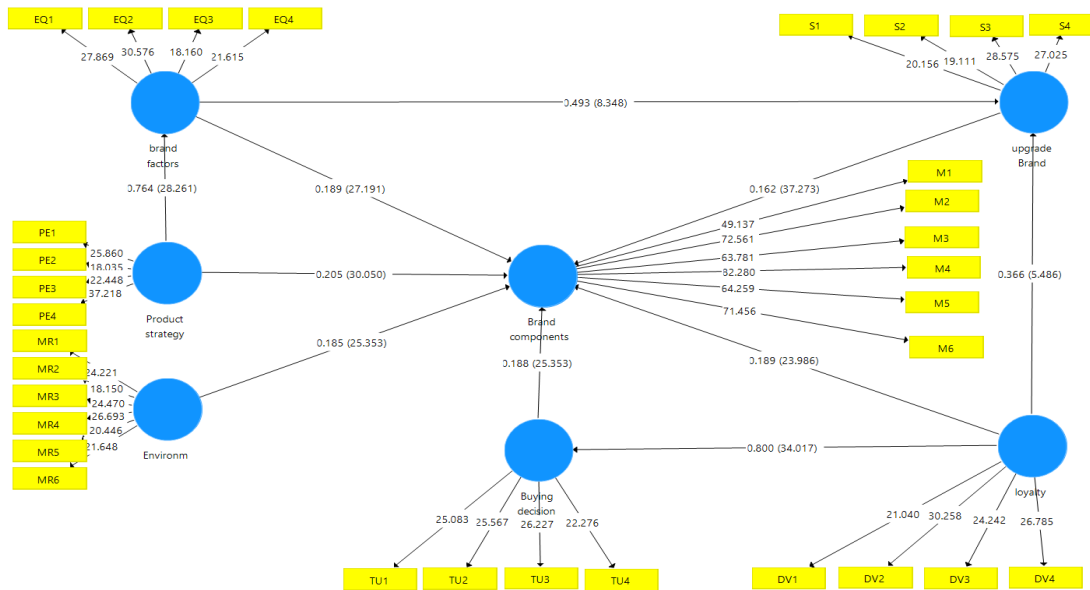 EQ1
EQ2
EQ3
EQ4
S1
S2
S3
S4
27.869
30.576
18.160
21.615
20.156
19.111
28.575
27.025
0.493 (8.348)
brand
factors
upgrade
Brand
0.764 (28.261)
0.189 (27.191)
0.162 (37.273)
M1
M2
M3
M4
M5
M6
49.137
72.561
63.781
82.280
64.259
71.456
PE1
PE2
PE3
PE4
25.860
18.035
22.448
37.218
Product
strategy
0.205 (30.050)
Brand
components
0.366 (5.486)
MR1
MR2
MR3
MR4
MR5
MR6
24.221
18.150
24.470
26.693
20.446
21.648
Environm
0.185 (25.353)
0.188 (25.353)
0.189 (23.986)
0.800 (34.017)
Buying
decision
loyalty
25.083
25.567
26.227
22.276
21.040
30.258
24.242
26.785
TU1
TU2
TU3
TU4
DV1
DV2
DV3
DV4